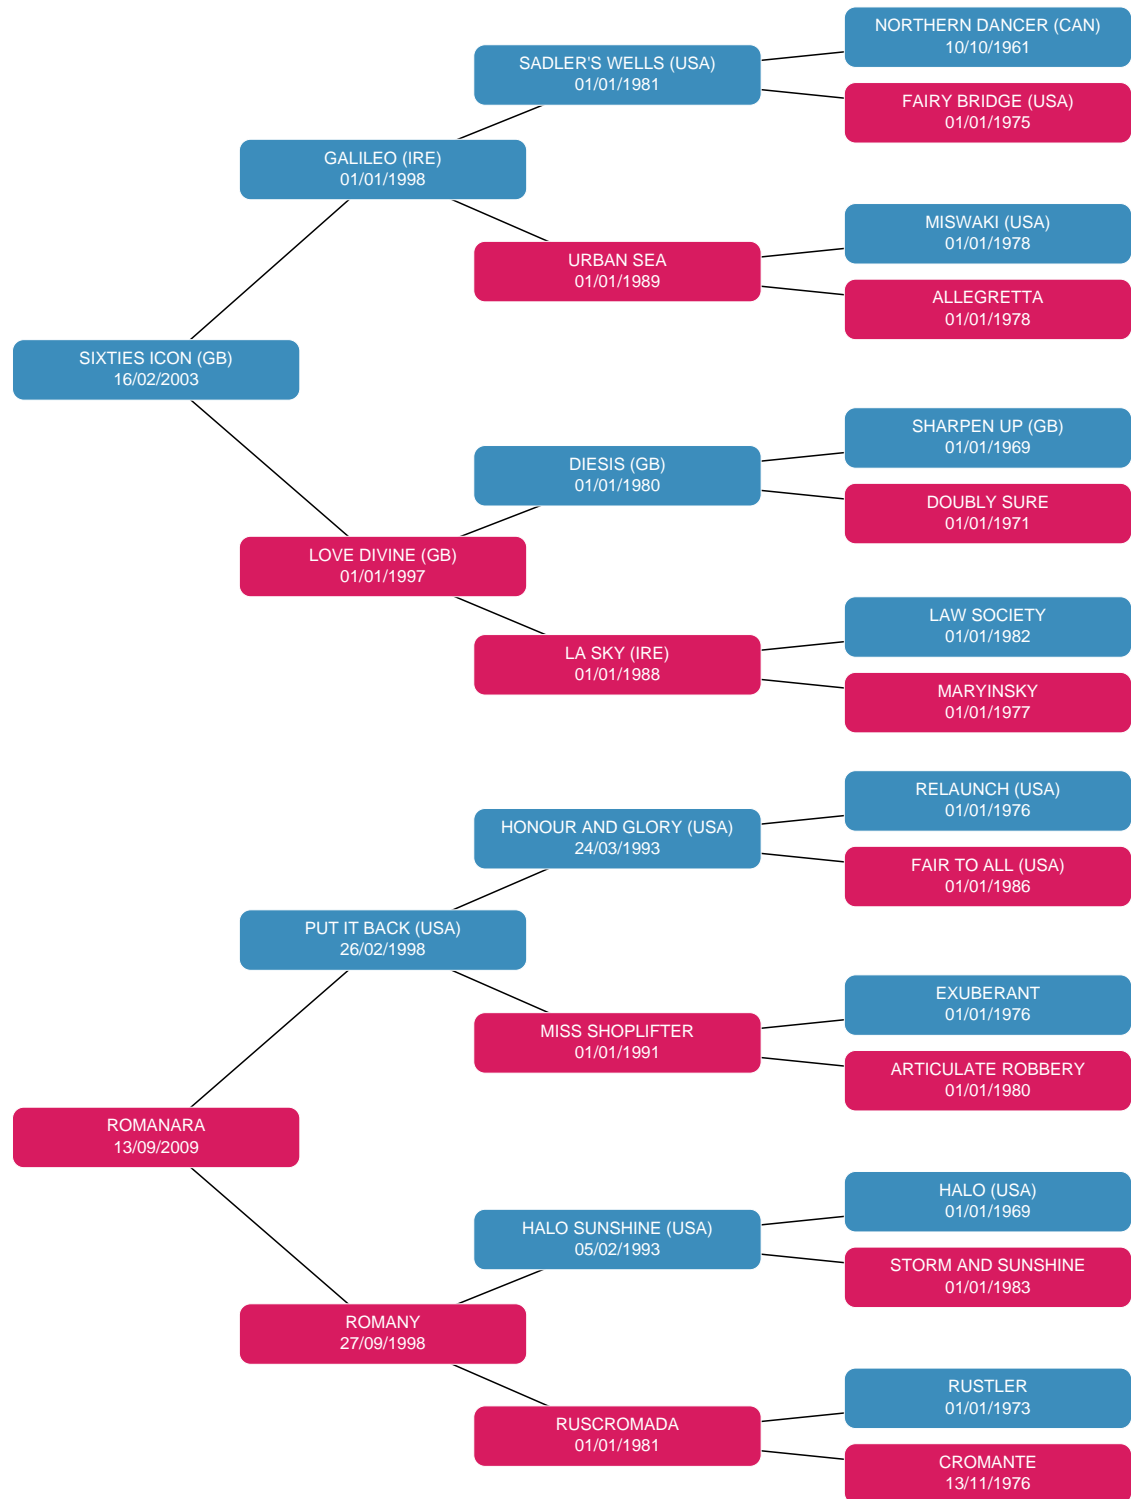 NORTHERN DANCER (CAN)
10/10/1961
SADLER'S WELLS (USA)
01/01/1981
FAIRY BRIDGE (USA)
01/01/1975
GALILEO (IRE)
01/01/1998
MISWAKI (USA)
01/01/1978
URBAN SEA
01/01/1989
ALLEGRETTA
01/01/1978
SIXTIES ICON (GB)
16/02/2003
SHARPEN UP (GB)
01/01/1969
DIESIS (GB)
01/01/1980
DOUBLY SURE
01/01/1971
LOVE DIVINE (GB)
01/01/1997
LAW SOCIETY
01/01/1982
LA SKY (IRE)
01/01/1988
MARYINSKY
01/01/1977
RELAUNCH (USA)
01/01/1976
HONOUR AND GLORY (USA)
24/03/1993
FAIR TO ALL (USA)
01/01/1986
PUT IT BACK (USA)
26/02/1998
EXUBERANT
01/01/1976
MISS SHOPLIFTER
01/01/1991
ARTICULATE ROBBERY
01/01/1980
ROMANARA
13/09/2009
HALO (USA)
01/01/1969
HALO SUNSHINE (USA)
05/02/1993
STORM AND SUNSHINE
01/01/1983
ROMANY
27/09/1998
RUSTLER
01/01/1973
RUSCROMADA
01/01/1981
CROMANTE
13/11/1976